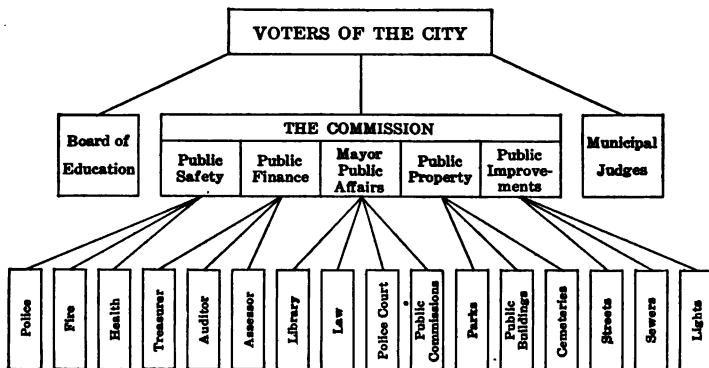 VOTERS OF THE CITY
Board of
Education
THE COMMISSION
Public
Safety
Public
Finance
Mayor
Public
Affairs
Public
Property
Public
Improve-
ments
Municipal
Judges
Police
Fire
Health
Treasurer
Auditor
Assessor
Library
Law
Police Court
Public
Commissions
Parks
Public
Buildings
Cemeteries
Streets
Sewers
Lights